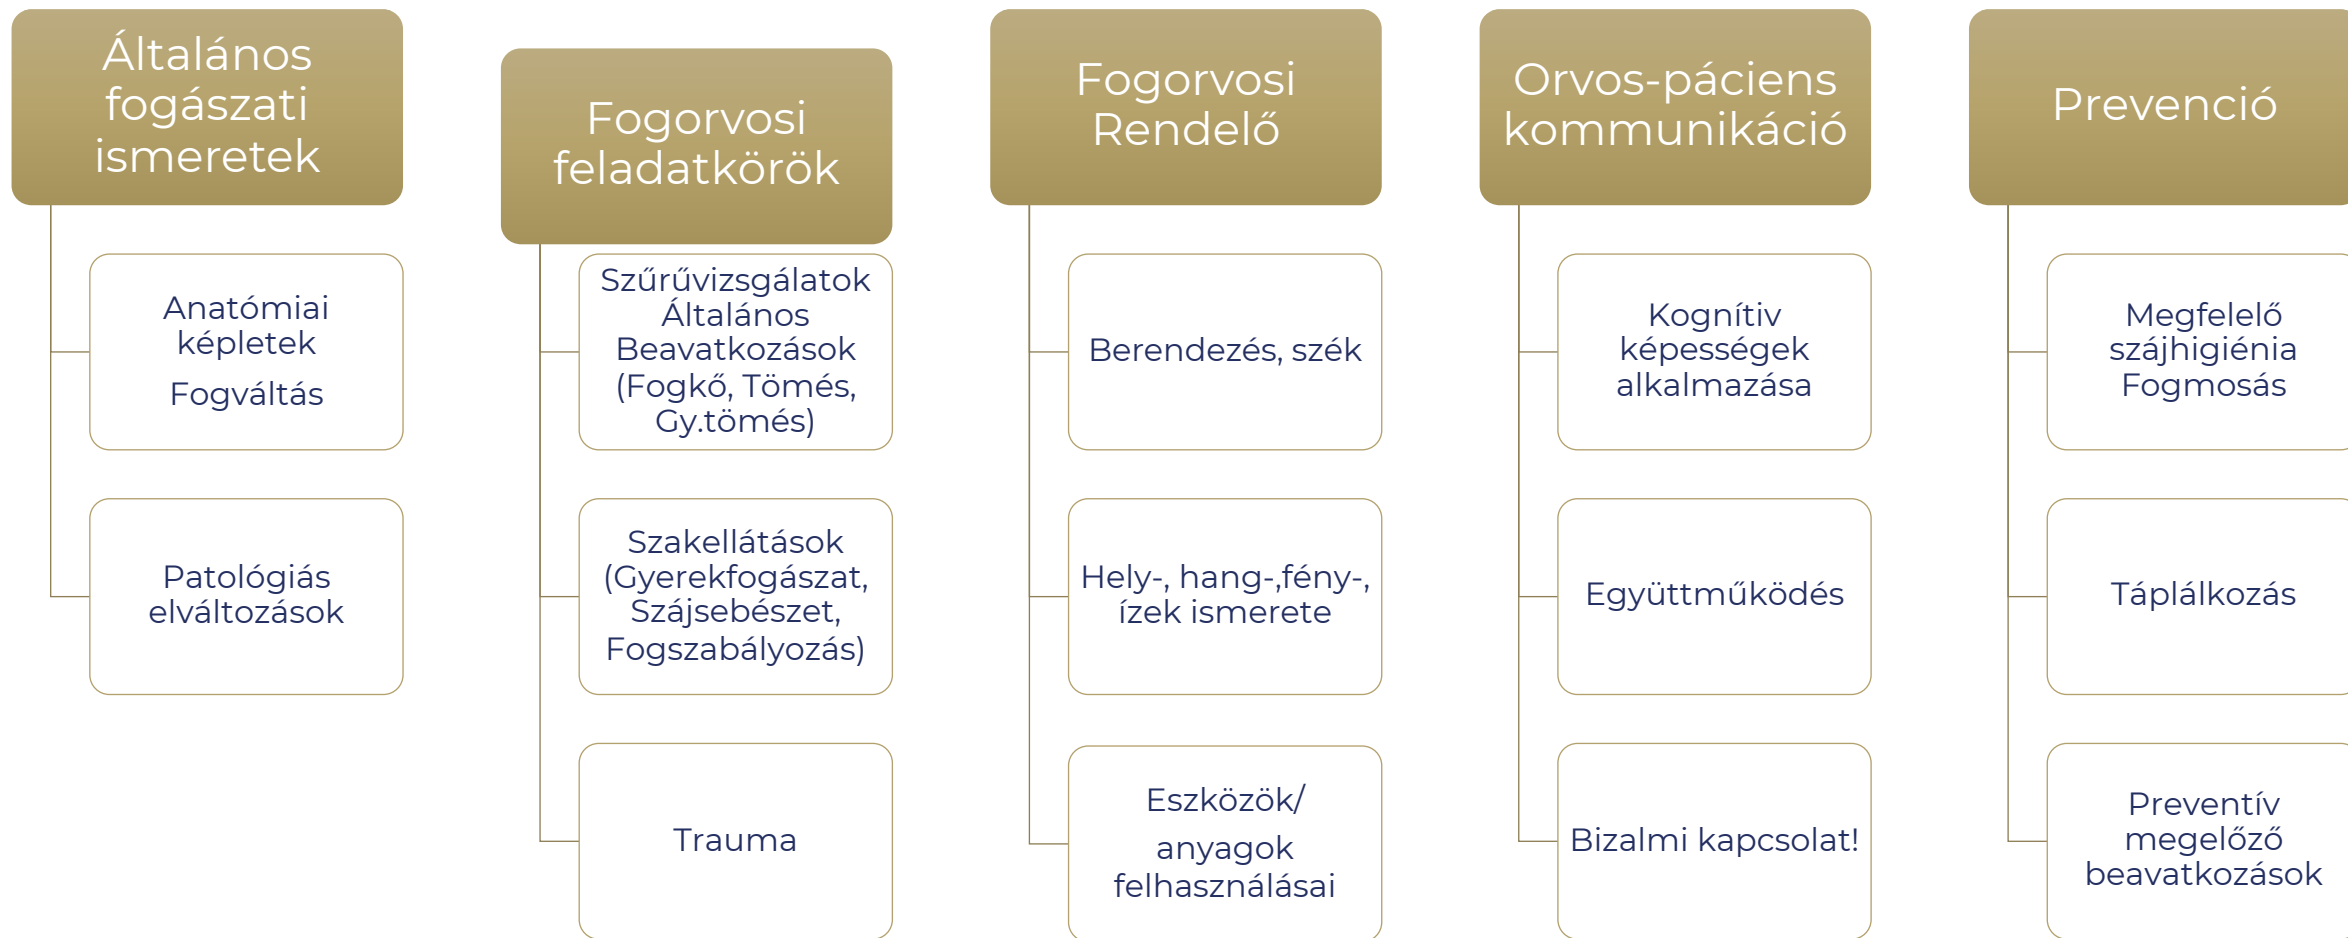 Általános
fogászati
ismeretek
Anatómiai
képletek
Fogváltás
Patológiás
elváltozások
Fogorvosi
feladatkörök
Szűrűvizsgálatok
Általános
Beavatkozások
(Fogkő, Tömés,
Gy.tömés)
Szakellátások
(Gyerekfogászat,
Szájsebészet,
Fogszabályozás)
Trauma
Fogorvosi
Rendelő
Berendezés, szék
Hely-, hang-,fény-,
ízek ismerete
Eszközök/
anyagok
felhasználásai
Orvos-páciens
kommunikáció
Kognitiv
képességek
alkalmazása
Együttműködés
Bizalmi kapcsolat!
Prevenció
Megfelelő
szájhigiénia
Fogmosás
Táplálkozás
Preventív
megelőző
beavatkozások